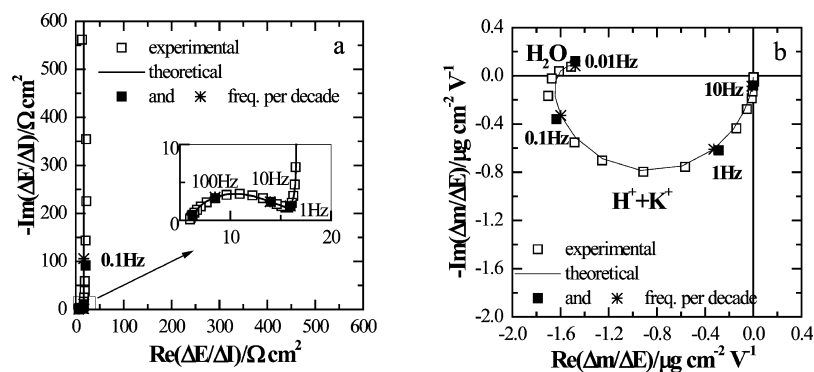 a
experimental
theoretical
and freq. per decade
600
500
400
300
200
100
0
-Im(ΔE/ΔI)/Ω cm²
0.1Hz
10
0
100Hz
10Hz
1Hz
10 20
0 100 200 300 400 500 600
Re(ΔE/ΔI)/Ω cm²
b
H₂O
0.01Hz
10Hz
0.1Hz
1Hz
H⁺+K⁺
experimental
theoretical
and freq. per decade
0.4
0.0
-0.4
-0.8
-1.2
-1.6
-2.0
-Im(Δm/ΔE)/µg cm⁻² V⁻¹
-2.0 -1.6 -1.2 -0.8 -0.4 0.0 0.4
Re(Δm/ΔE)/µg cm⁻² V⁻¹